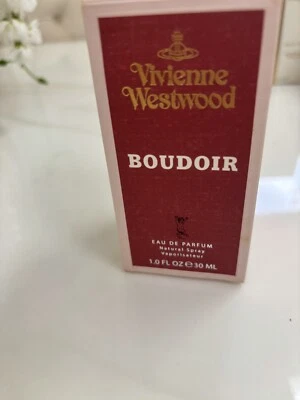 Vivienne
Westwood
BOUDOIR
EAU DE PARFUM
Natural Spray
Vaporisateur
1.0 FL OZ ℮ 30 ML